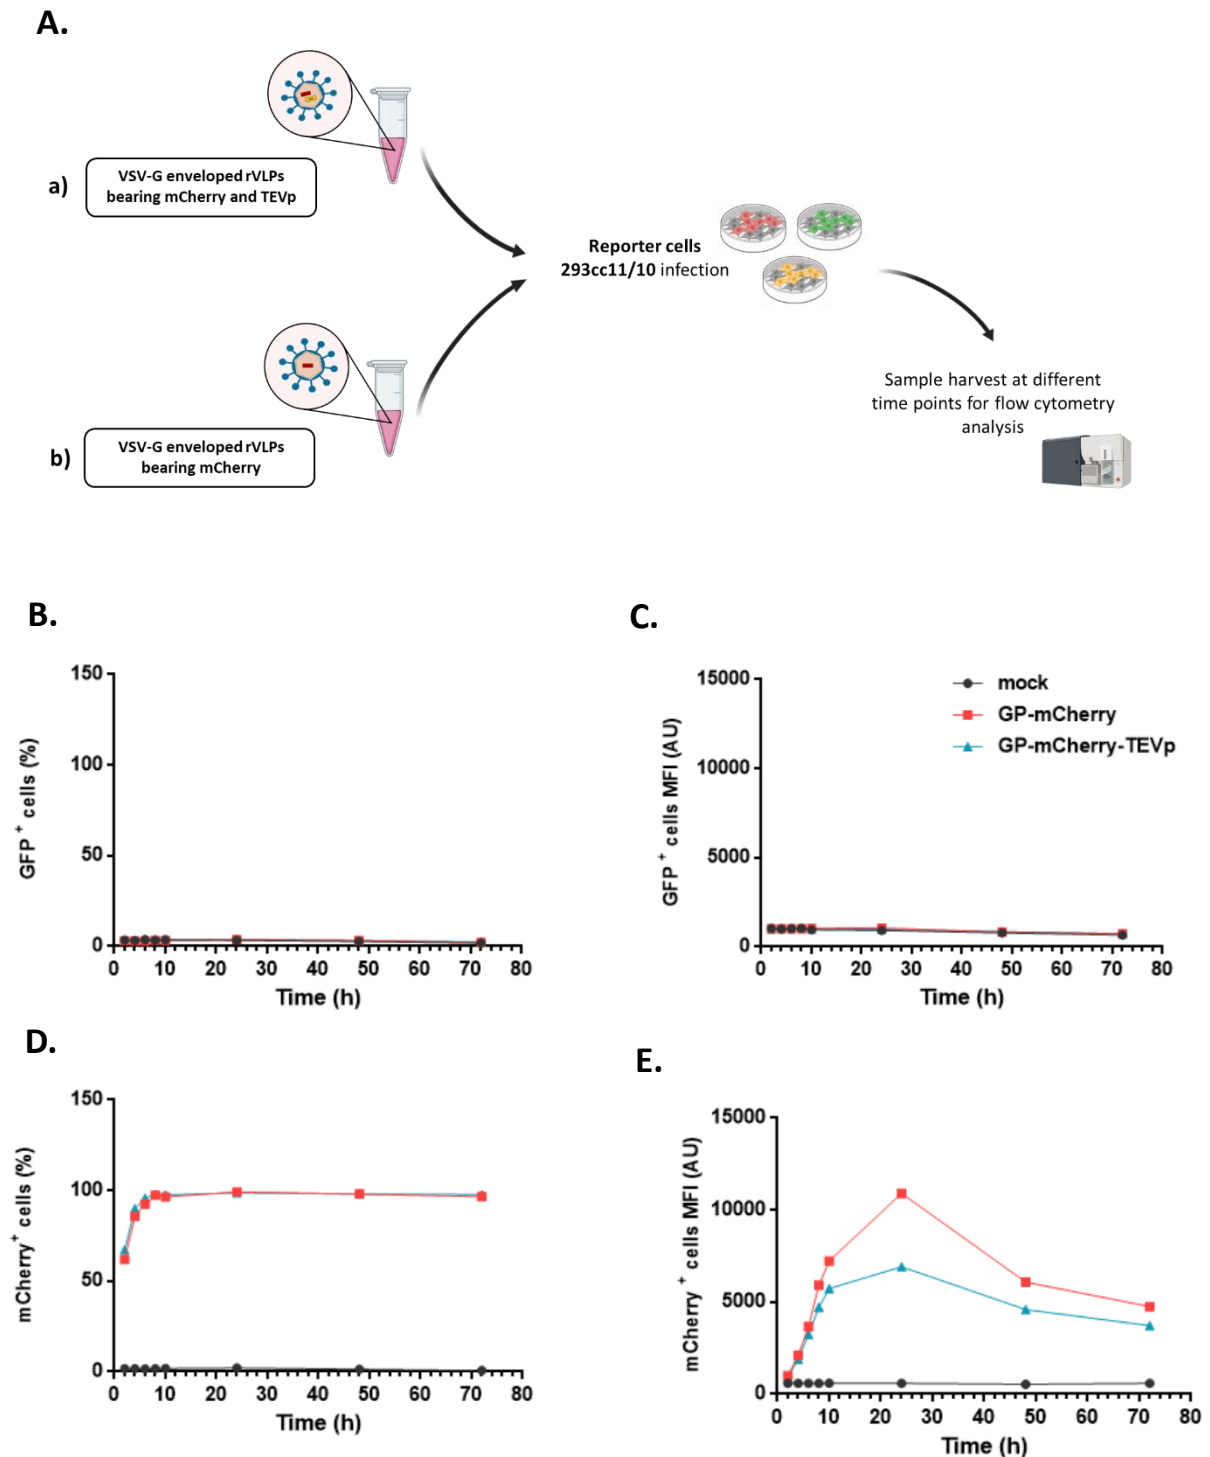 A.
a)
VSV-G enveloped rVLPs
bearing mCherry and TEVp
Reporter cells
293cc11/10 infection
Sample harvest at different
time points for flow cytometry
analysis
b)
VSV-G enveloped rVLPs
bearing mCherry
B.
150
100
50
0
GFP + cells (%)
0 10 20 30 40 50 60 70 80
Time (h)
C.
15000
10000
5000
0
GFP + cells MFI (AU)
0 10 20 30 40 50 60 70 80
Time (h)
mock
GP-mCherry
GP-mCherry-TEVp
D.
150
100
50
0
mCherry+ cells (%)
0 10 20 30 40 50 60 70 80
Time (h)
E.
15000
10000
5000
0
mCherry + cells MFI (AU)
0 10 20 30 40 50 60 70 80
Time (h)